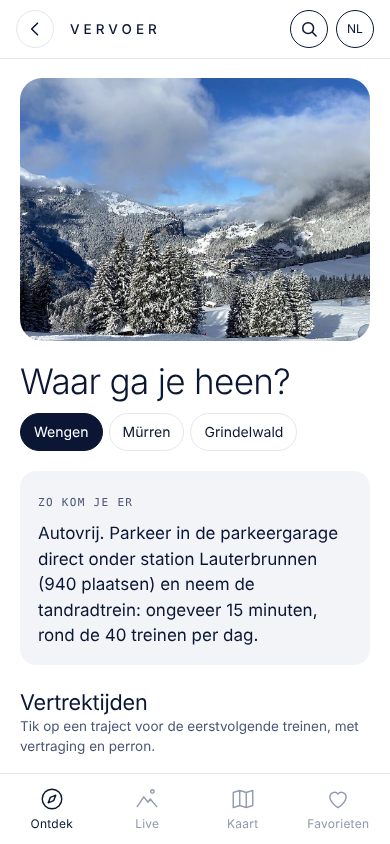 VERVOER
NL
Waar ga je heen?
Wengen
Mürren
Grindelwald
ZO KOM JE ER
Autovrij. Parkeer in de parkeergarage
direct onder station Lauterbrunnen
(940 plaatsen) en neem de
tandradtrein: ongeveer 15 minuten,
rond de 40 treinen per dag.
Vertrektijden
Tik op een traject voor de eerstvolgende treinen, met
vertraging en perron.
Ontdek
Live
Kaart
Favorieten